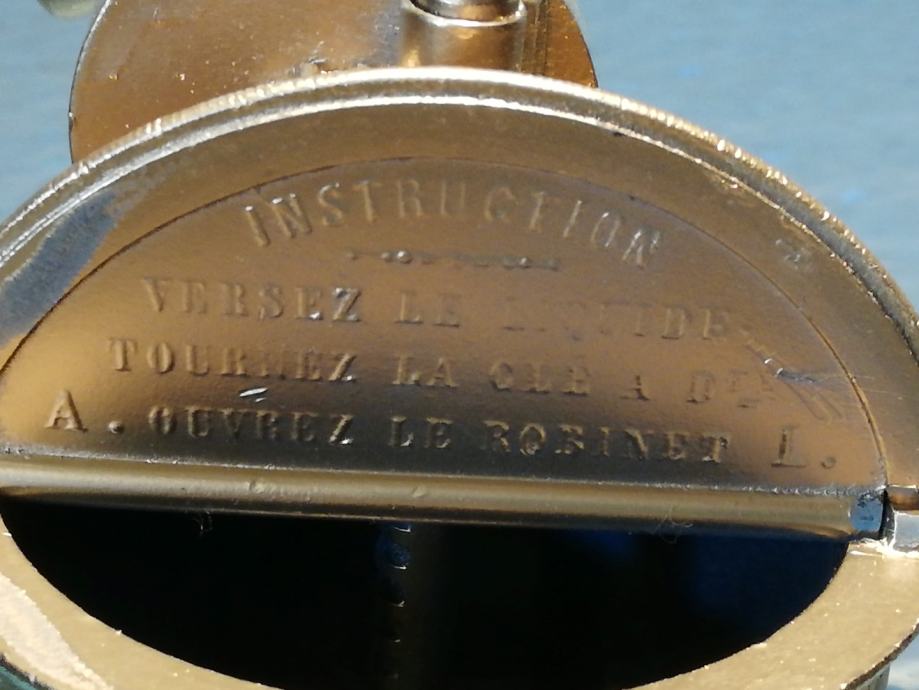 INSTRUCTION
VERSEZ LE LIQUIDE,
TOURNEZ LA CLÉ A
A. OUVREZ LE ROBINET L.